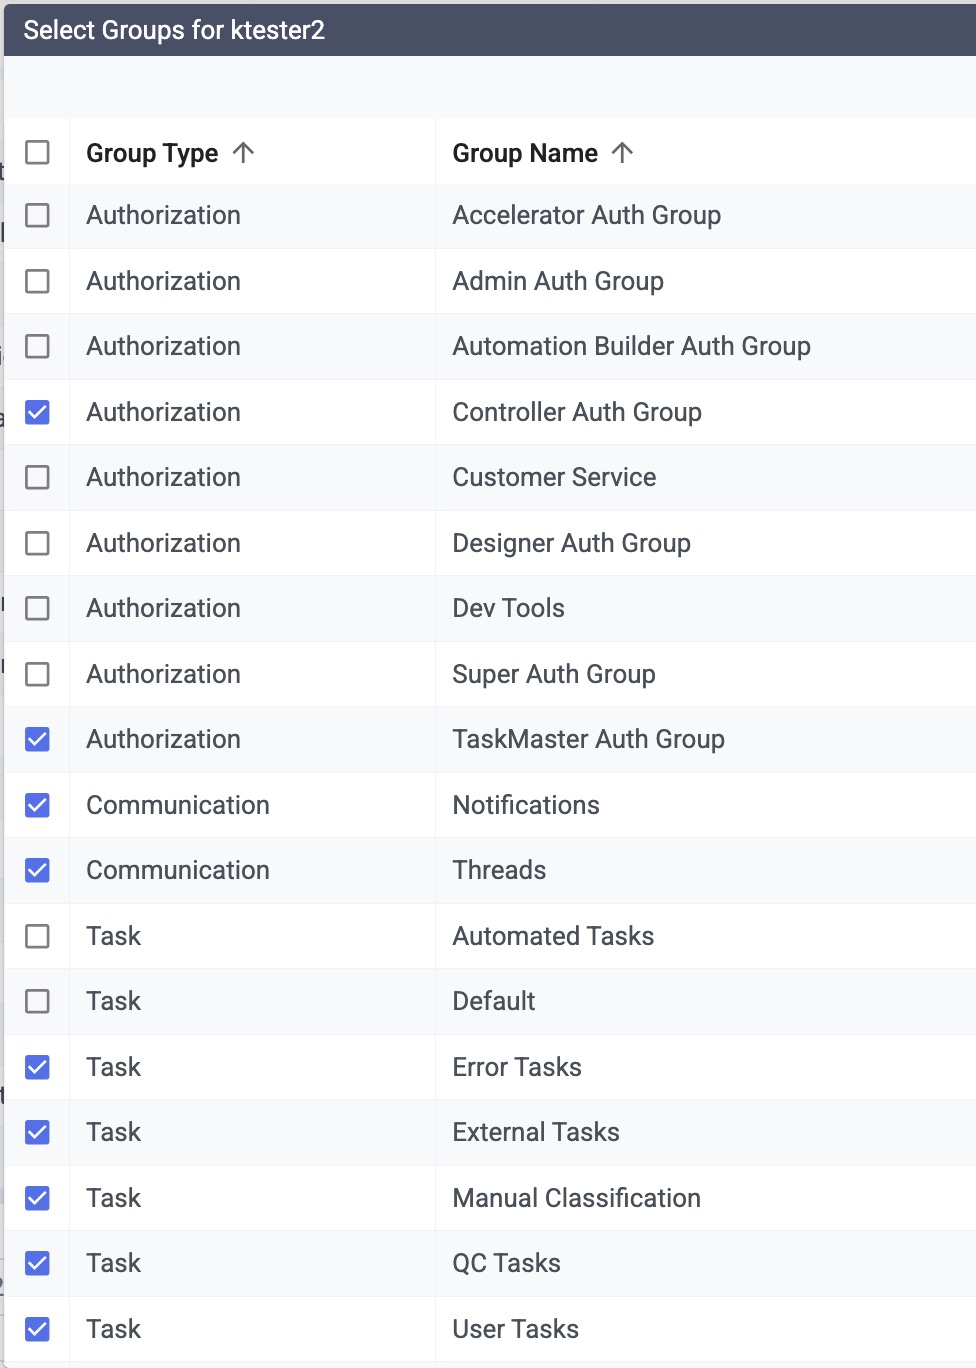 Select Groups for ktester2
Group Type Group Name
Authorization Accelerator Auth Group
Authorization Admin Auth Group
Authorization Automation Builder Auth Group
Authorization Controller Auth Group
Authorization Customer Service
Authorization Designer Auth Group
Authorization Dev Tools
Authorization Super Auth Group
Authorization TaskMaster Auth Group
Communication Notifications
Communication Threads
Task Automated Tasks
Task Default
Task Error Tasks
Task External Tasks
Task Manual Classification
Task QC Tasks
Task User Tasks